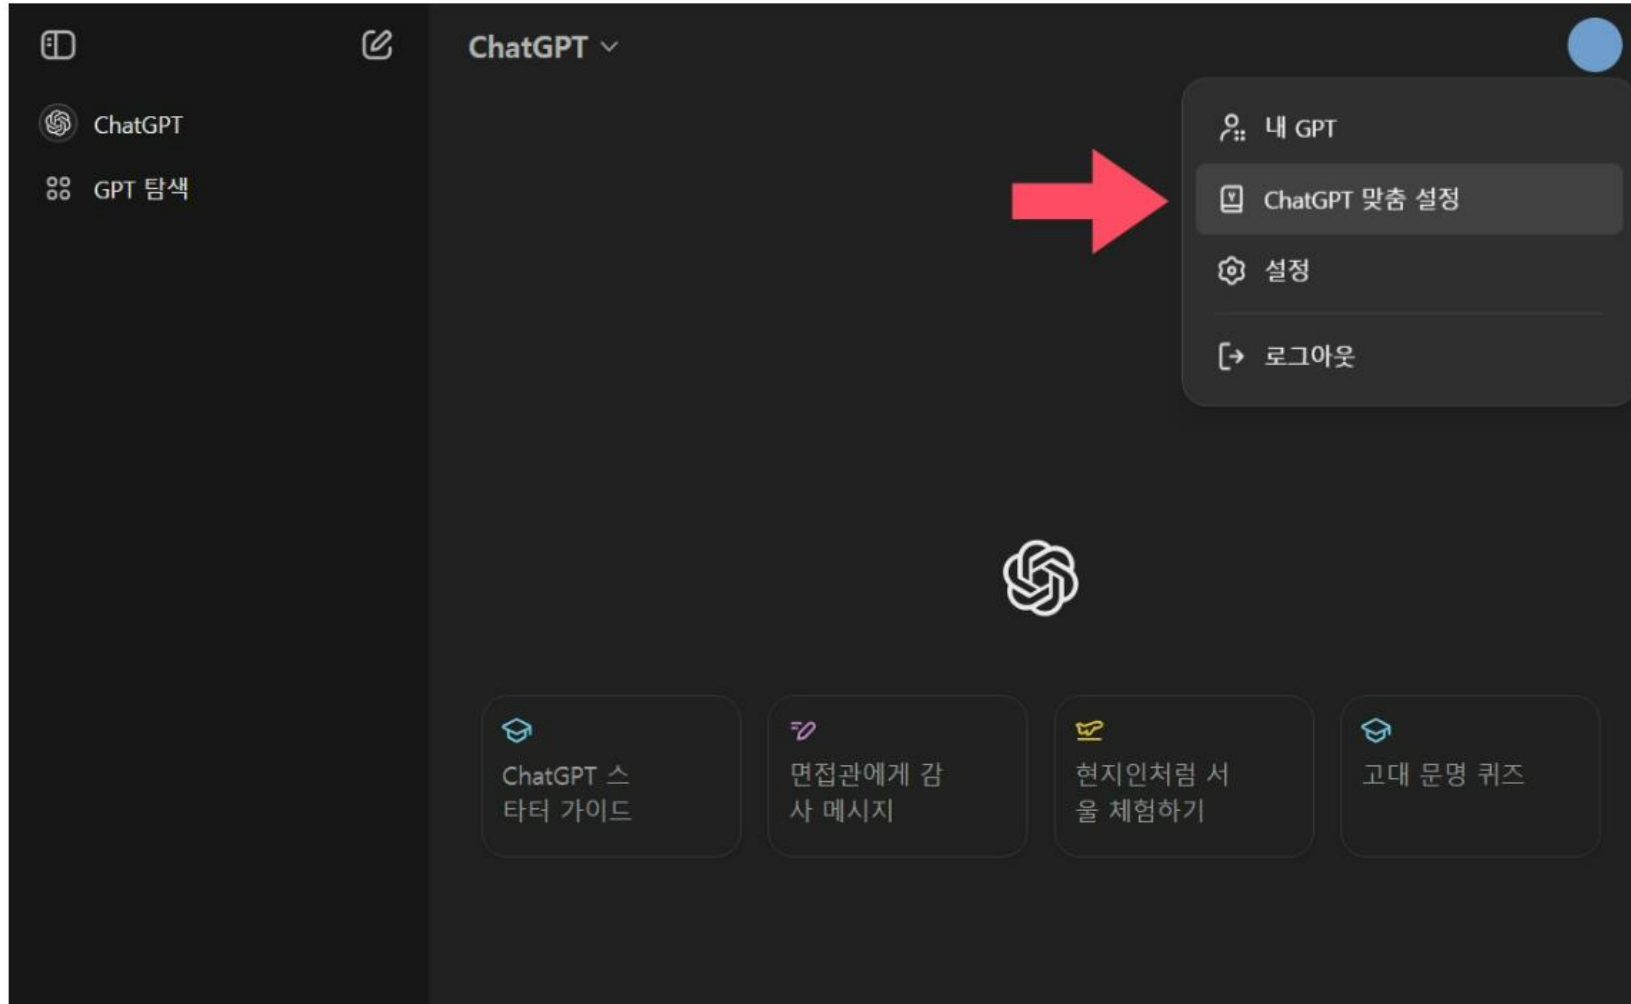 ChatGPT
ChatGPT
GPT 탐색
내 GPT
ChatGPT 맞춤 설정
설정
로그아웃
ChatGPT 스
타터 가이드
면접관에게 감
사 메시지
현지인처럼 서
울 체험하기
고대 문명 퀴즈